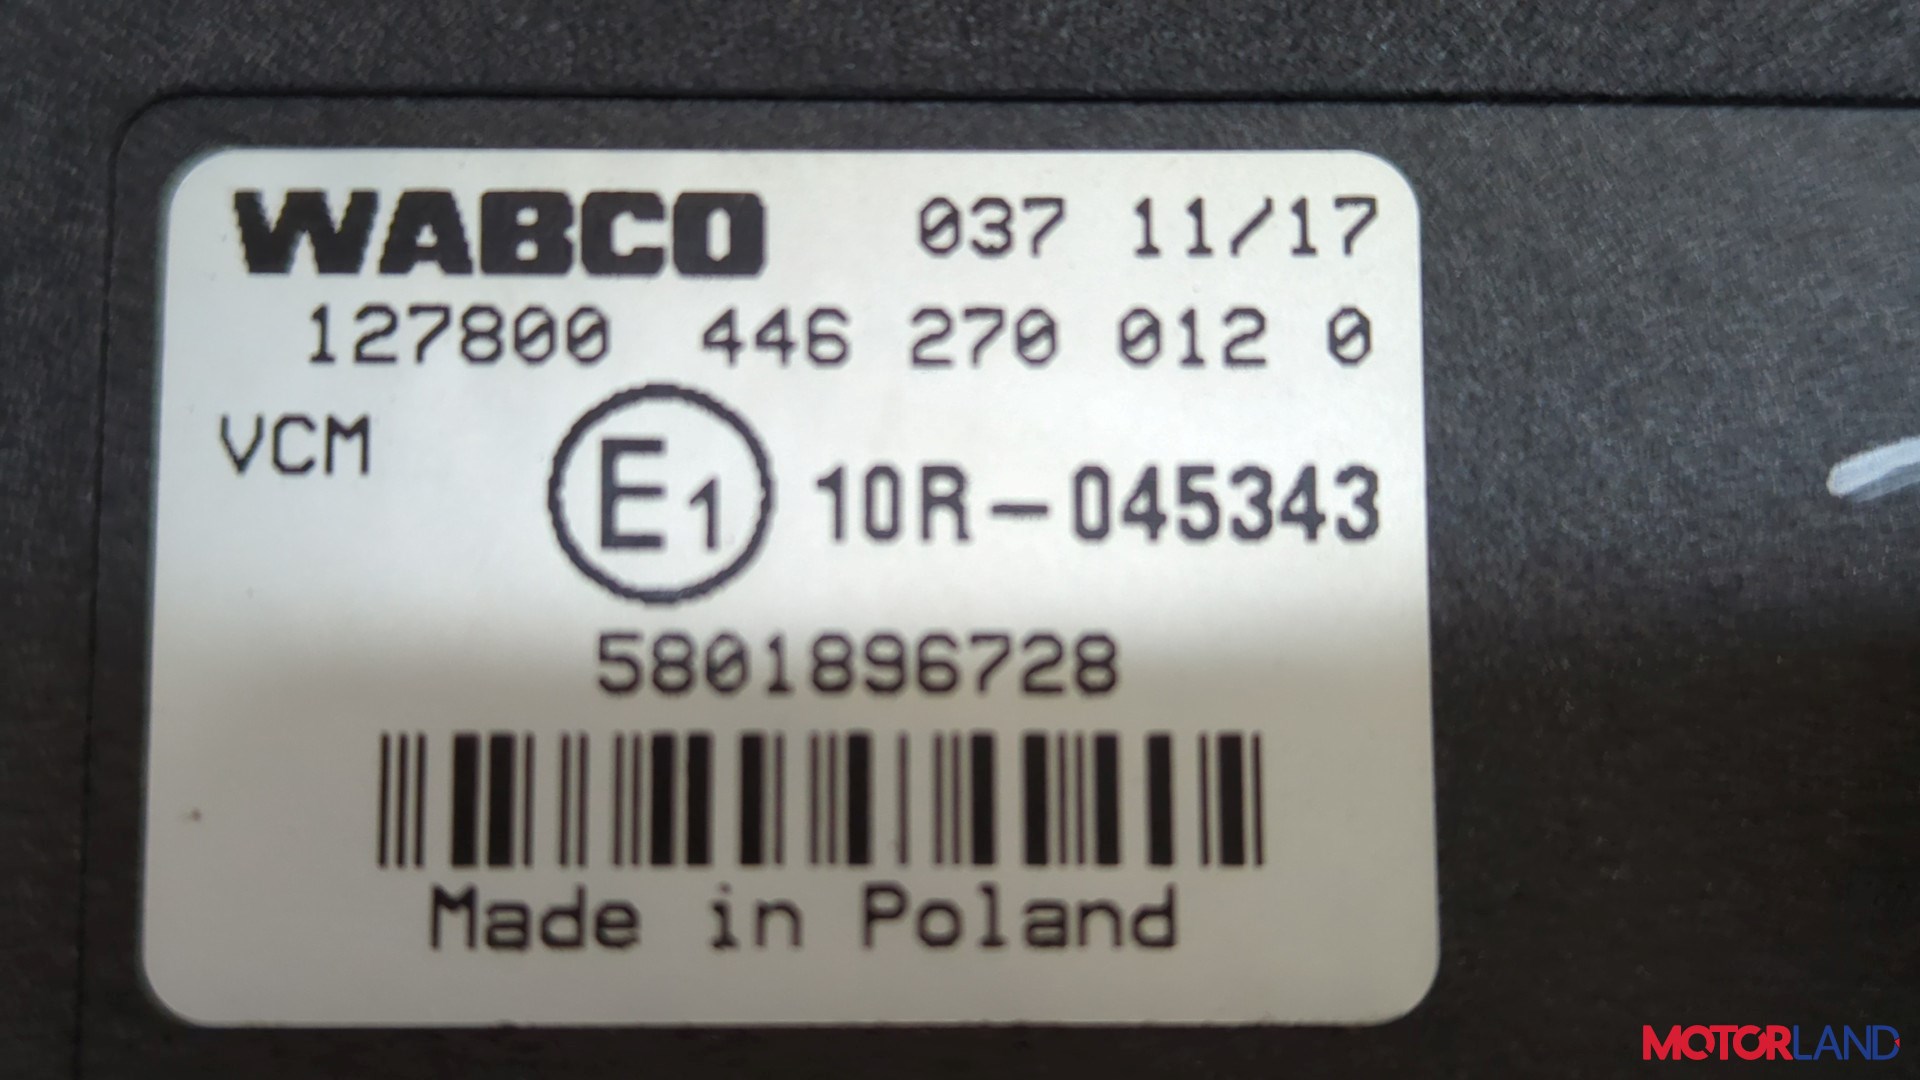 WABCO 037 11/17
127800 446 270 012 0
VCM
E1 10R-045343
5801896728
Made in Poland
MOTORLAND